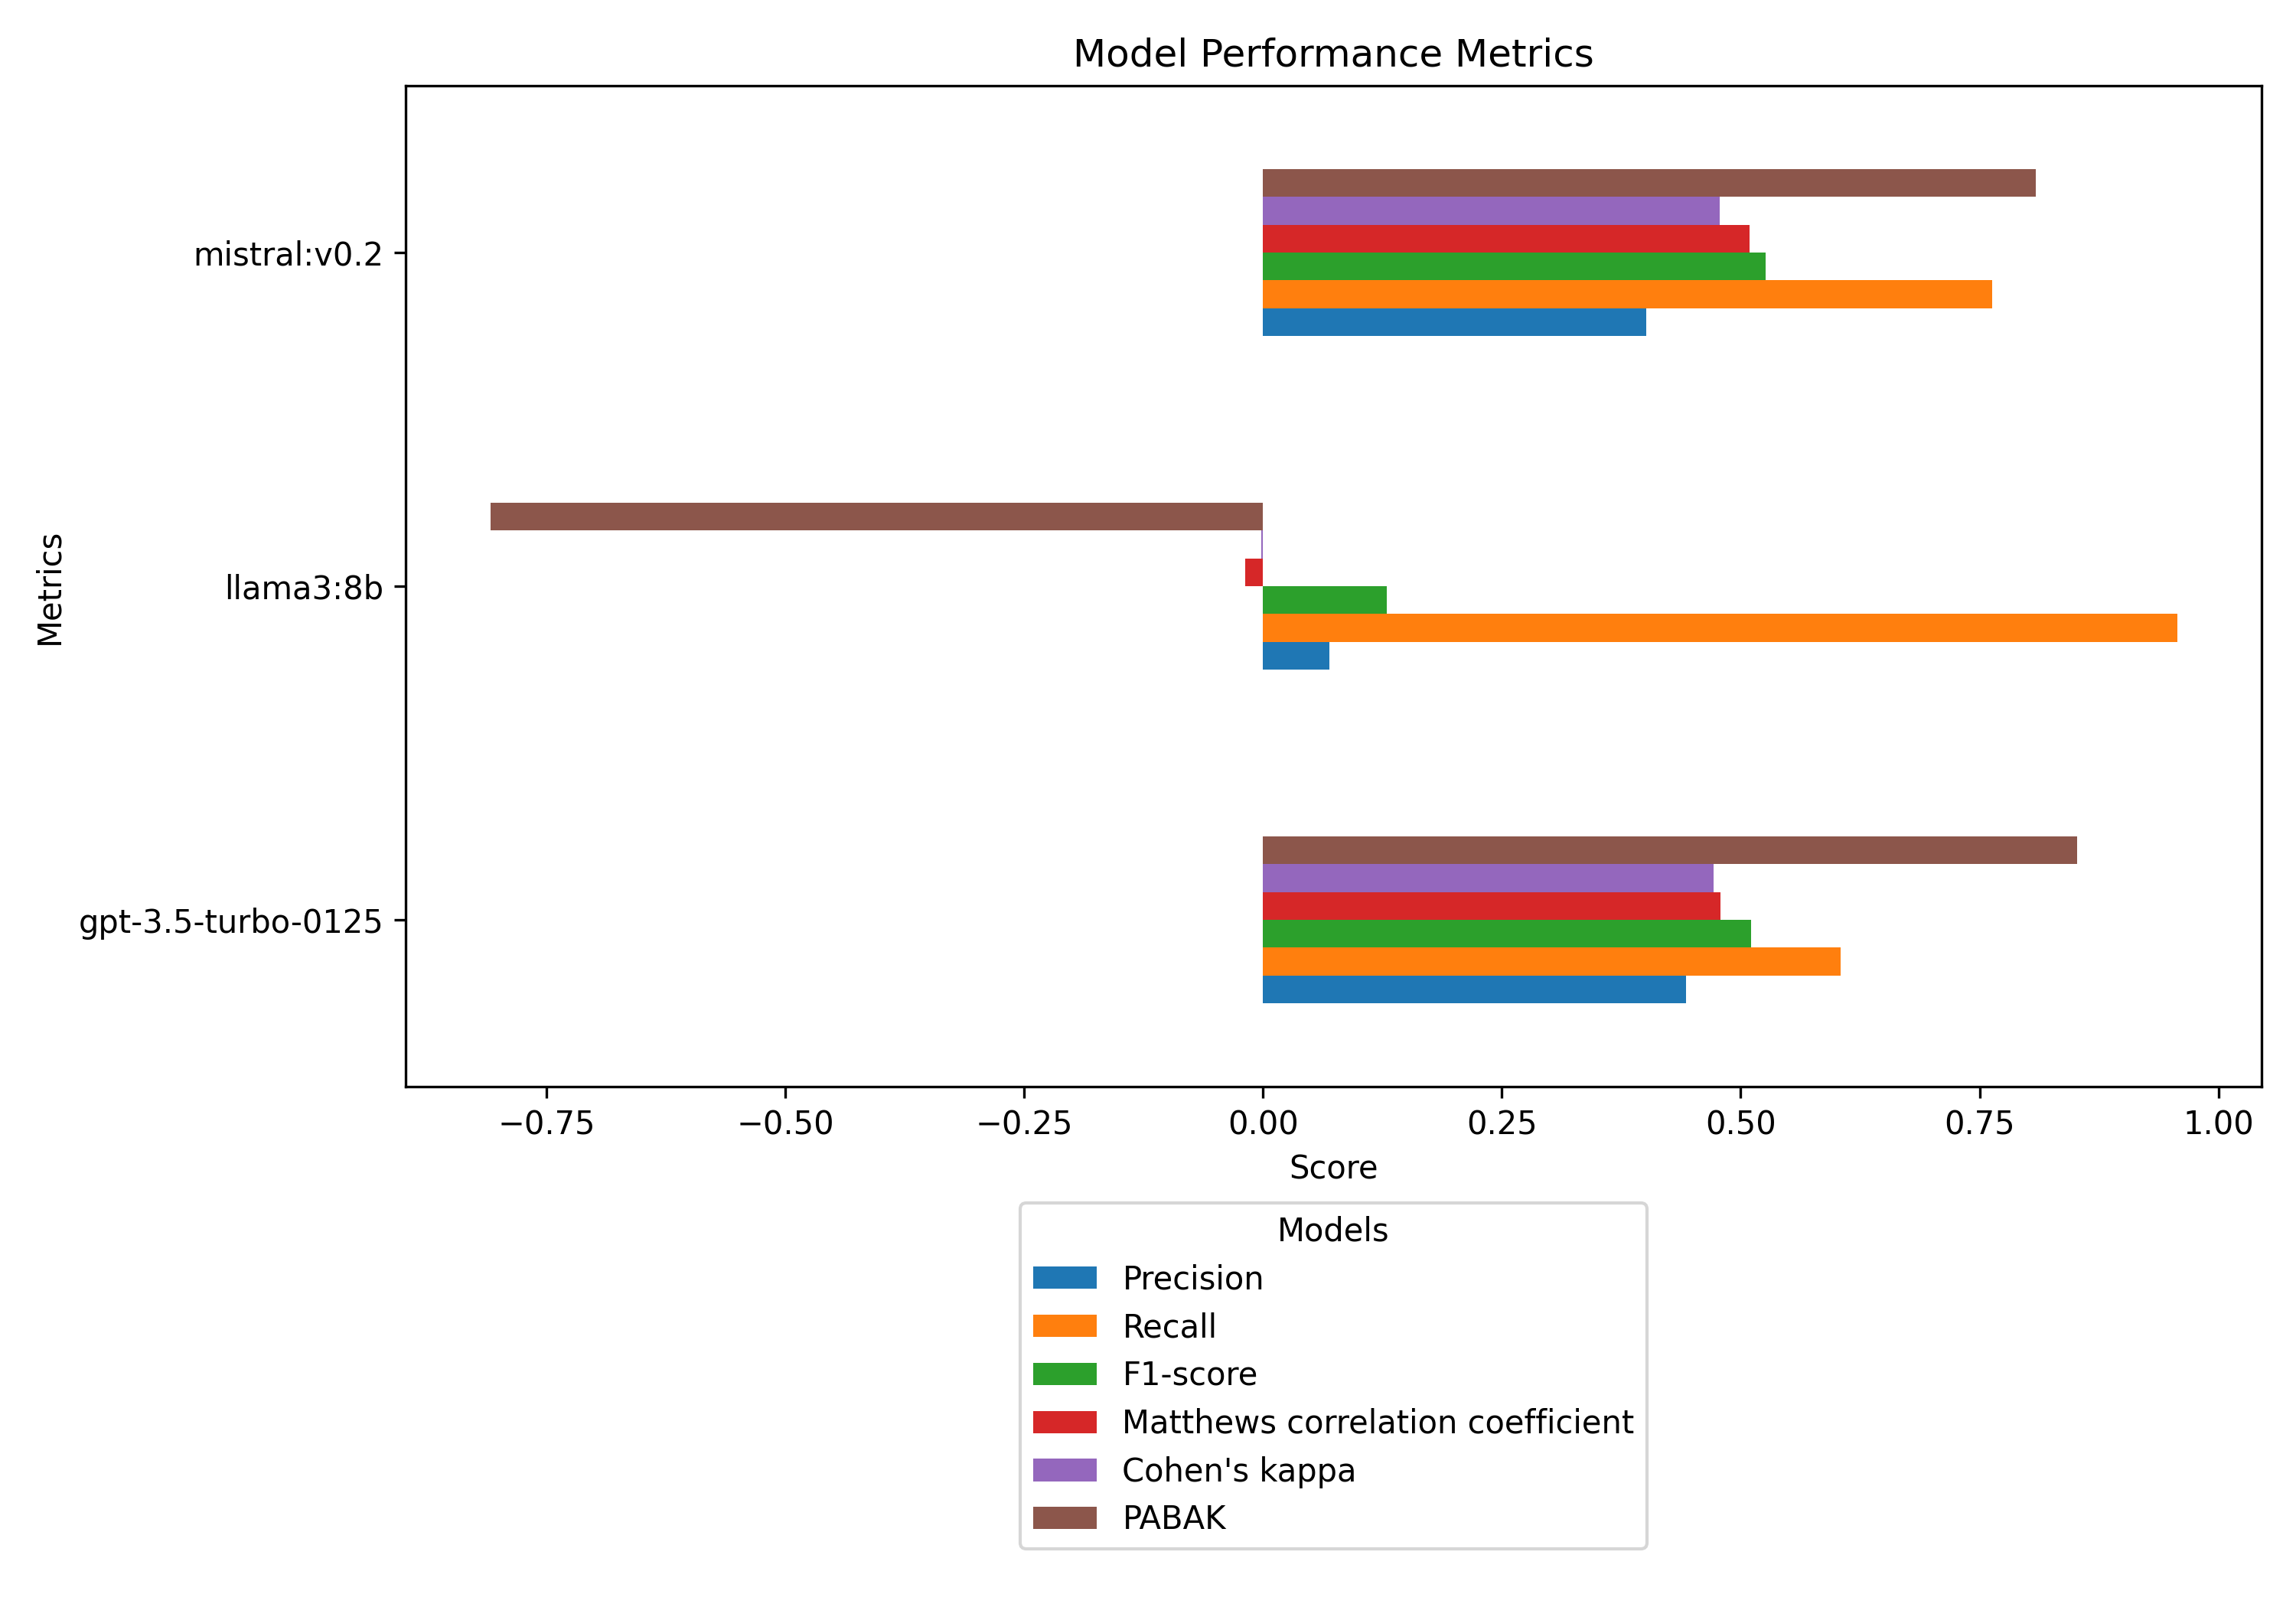 Model Performance Metrics
Metrics
mistral:v0.2
llama3:8b
gpt-3.5-turbo-0125
−0.75 −0.50 −0.25 0.00 0.25 0.50 0.75 1.00
Score
Models
Precision
Recall
F1-score
Matthews correlation coefficient
Cohen's kappa
PABAK